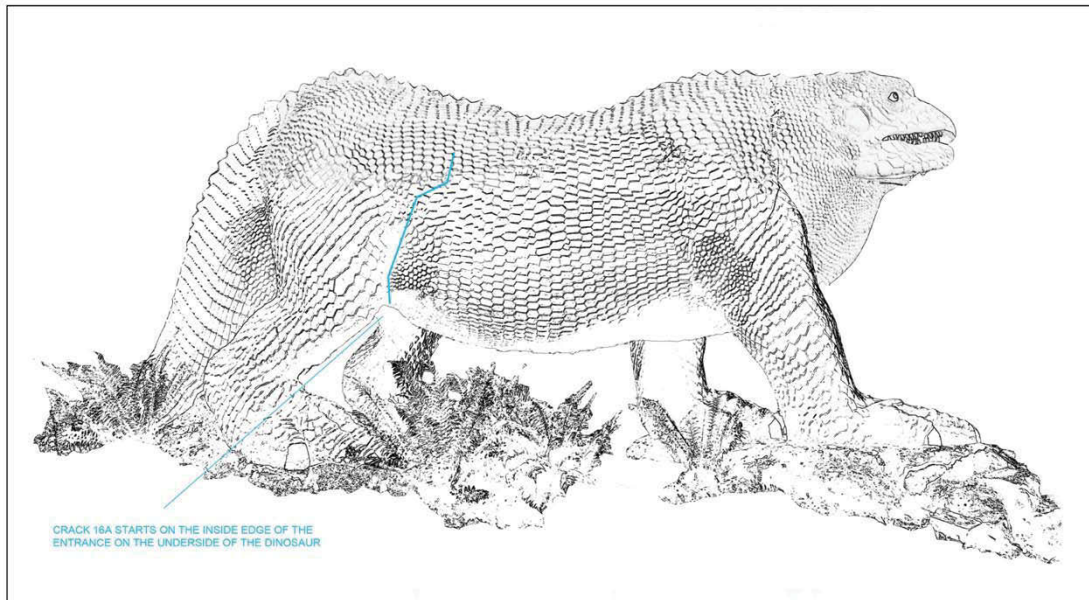 CRACK 16A STARTS ON THE INSIDE EDGE OF THE
ENTRANCE ON THE UNDERSIDE OF THE DINOSAUR